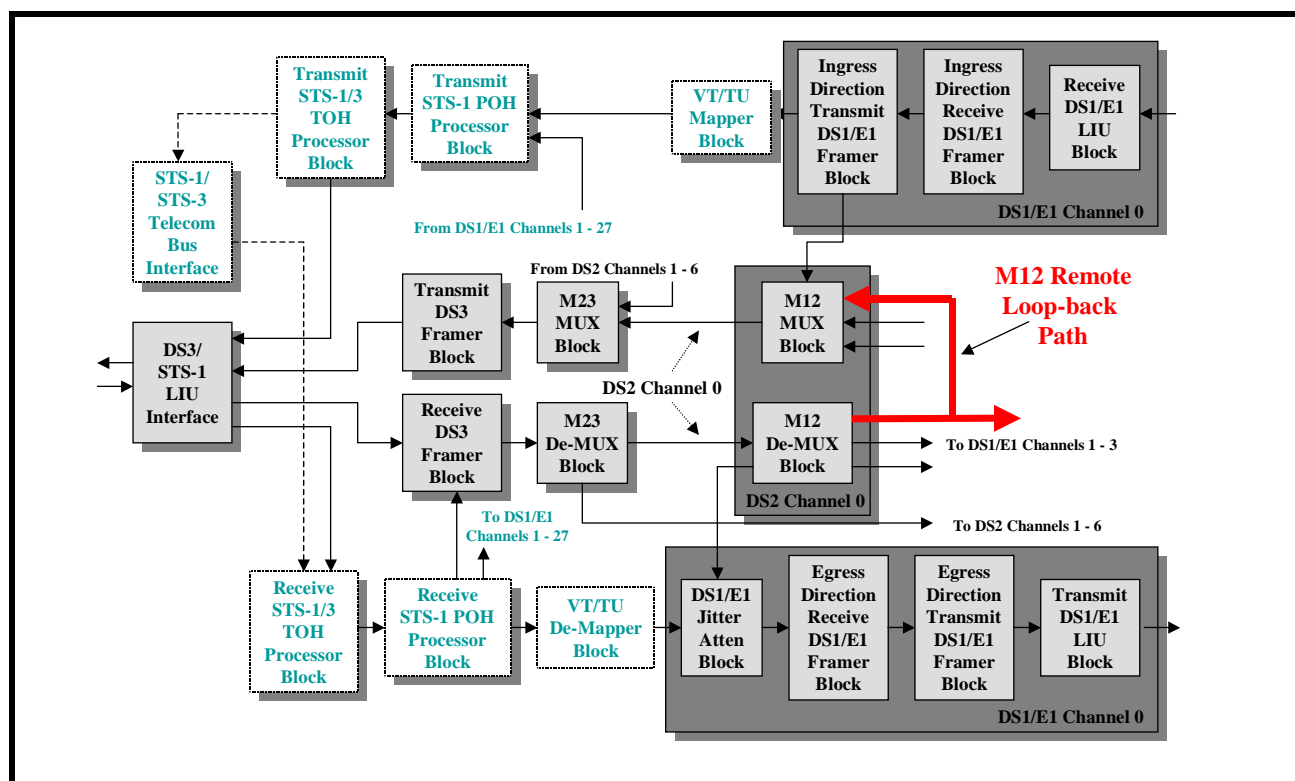 Transmit
STS-1/3
TOH
Processor
Block
Transmit
STS-1 POH
Processor
Block
VT/TU
Mapper
Block
Ingress
Direction
Transmit
DS1/E1
Framer
Block
Ingress
Direction
Receive
DS1/E1
Framer
Block
Receive
DS1/E1
LIU
Block
DS1/E1 Channel 0
STS-1/
STS-3
Telecom
Bus
Interface
From DS1/E1 Channels 1 - 27
From DS2 Channels 1 - 6
Transmit
DS3
Framer
Block
M23
MUX
Block
M12
MUX
Block
M12 Remote
Loop-back
Path
DS3/
STS-1
LIU
Interface
DS2 Channel 0
Receive
DS3
Framer
Block
M23
De-MUX
Block
M12
De-MUX
Block
To DS1/E1 Channels 1 - 3
DS2 Channel 0
To DS1/E1
Channels 1 - 27
To DS2 Channels 1 - 6
Receive
STS-1/3
TOH
Processor
Block
Receive
STS-1 POH
Processor
Block
VT/TU
De-Mapper
Block
DS1/E1
Jitter
Atten
Block
Egress
Direction
Receive
DS1/E1
Framer
Block
Egress
Direction
Transmit
DS1/E1
Framer
Block
Transmit
DS1/E1
LIU
Block
DS1/E1 Channel 0